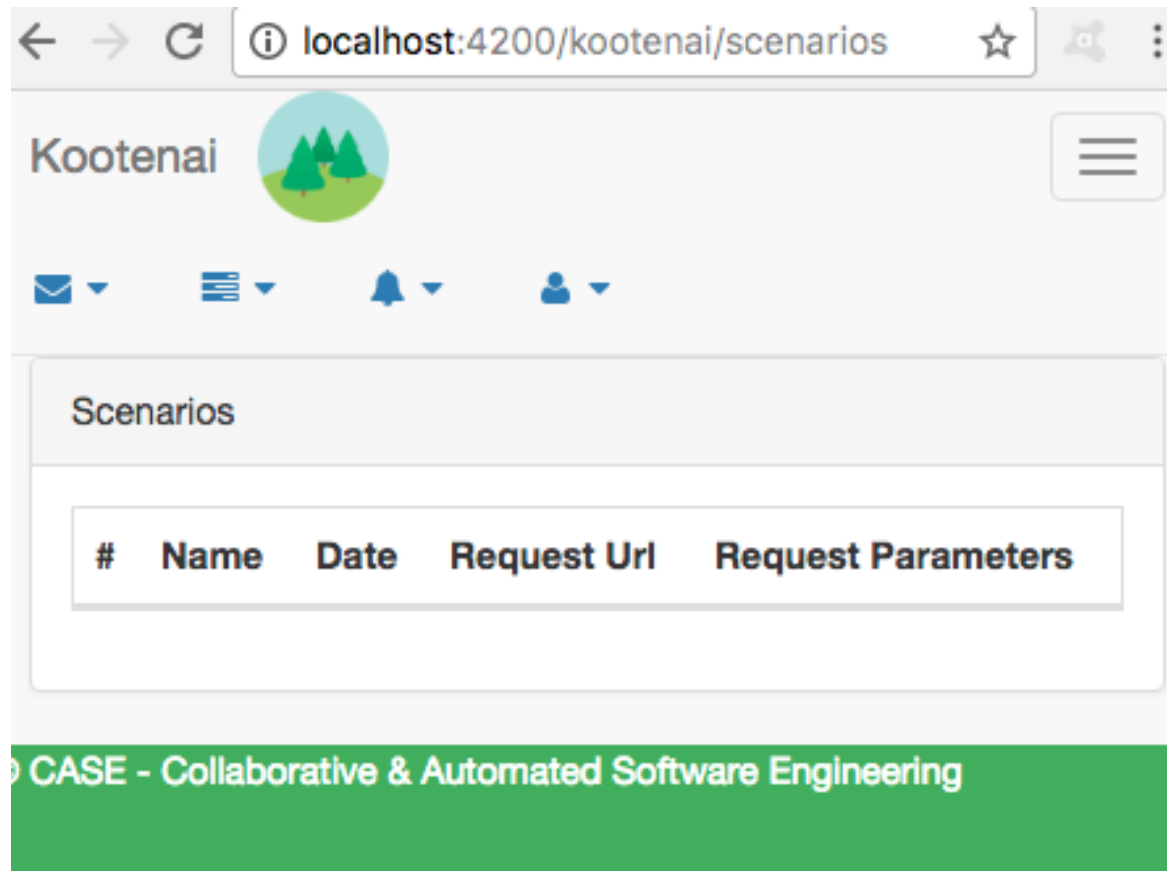 localhost:4200/kootenai/scenarios
Kootenai
Scenarios
# Name Date Request Url Request Parameters
© CASE - Collaborative & Automated Software Engineering